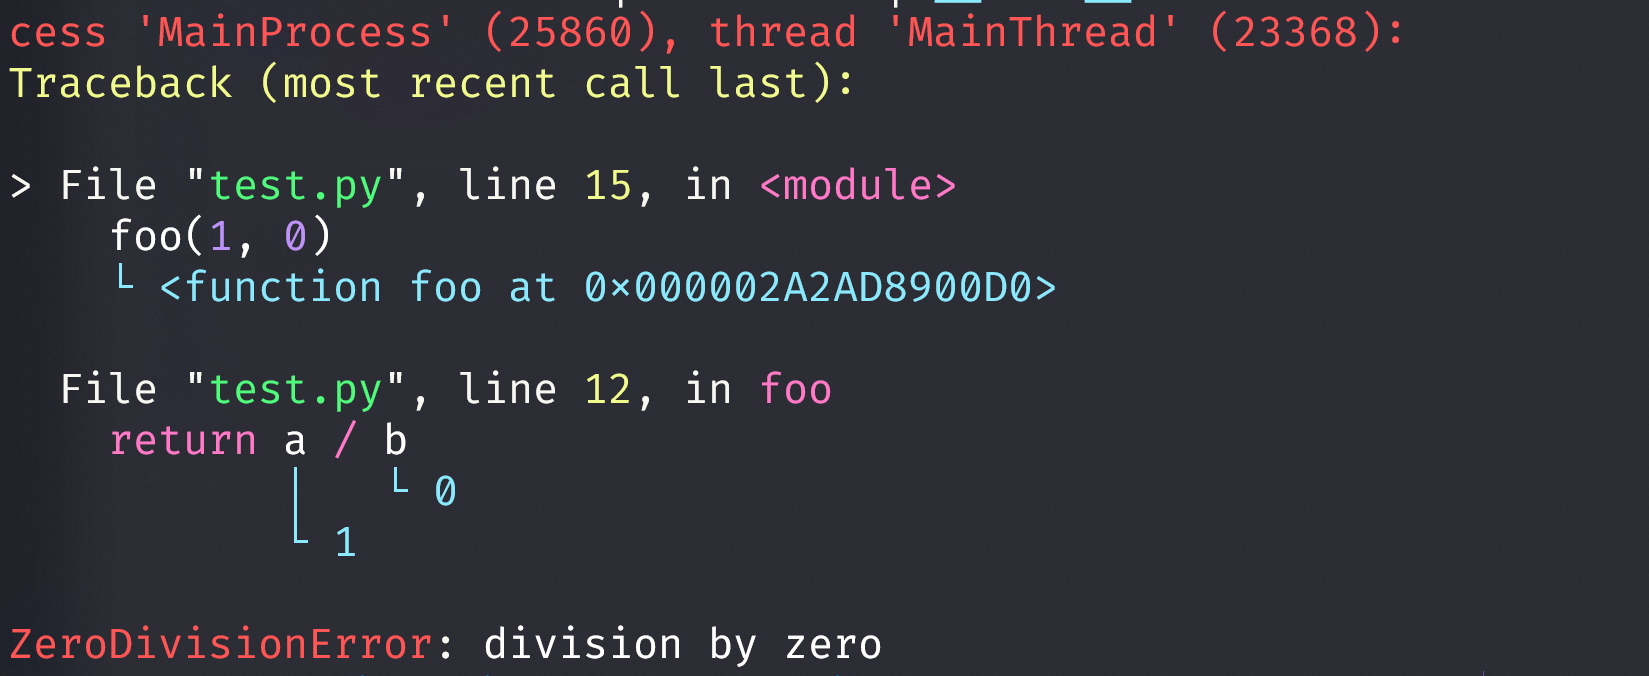 cess 'MainProcess' (25860), thread 'MainThread' (23368):
Traceback (most recent call last):
> File "test.py", line 15, in <module>
foo(1, 0)
└ <function foo at 0×000002A2AD8900D0>
File "test.py", line 12, in foo
return a / b
│ └ 0
└ 1
ZeroDivisionError: division by zero